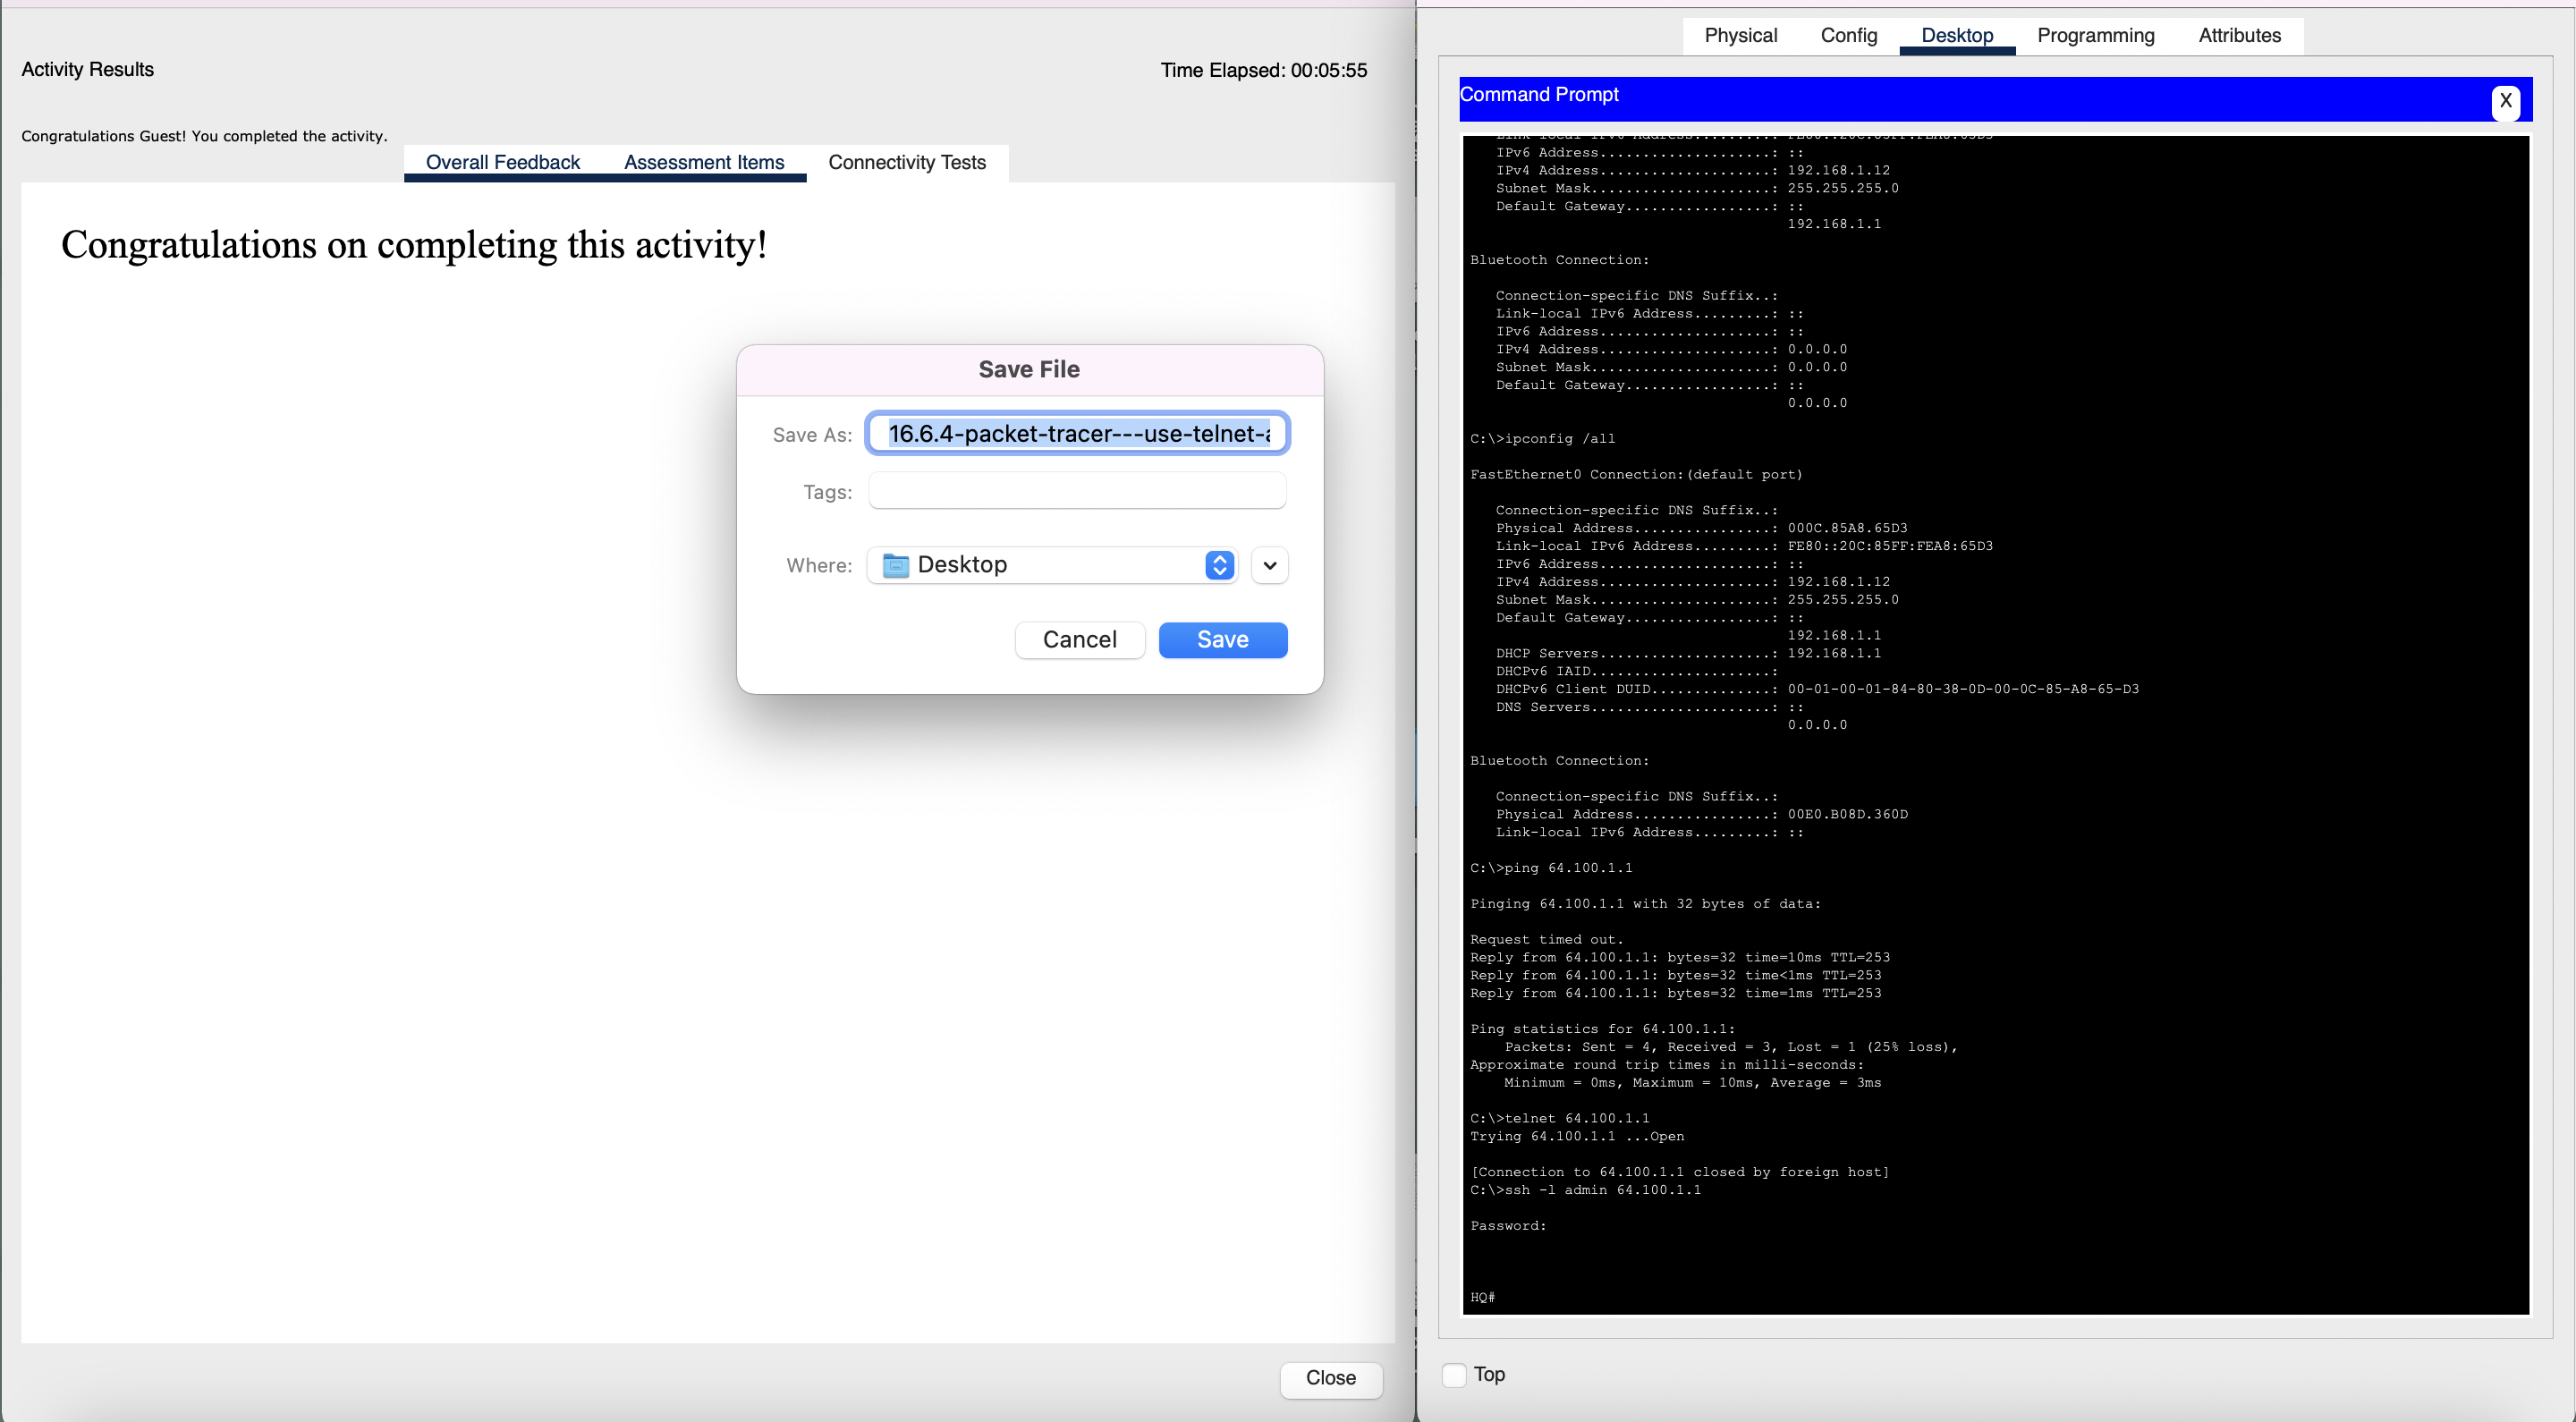 Activity Results
Time Elapsed: 00:05:55
Congratulations Guest! You completed the activity.
Overall Feedback
Assessment Items
Connectivity Tests
Congratulations on completing this activity!
Save File
Save As: 16.6.4-packet-tracer---use-telnet-
Tags:
Where: Desktop
Cancel
Save
Close
Physical
Config
Desktop
Programming
Attributes
Command Prompt
X
   IPv6 Address....................: ::
   IPv4 Address....................: 192.168.1.12
   Subnet Mask.....................: 255.255.255.0
   Default Gateway.................: ::
                                     192.168.1.1
Bluetooth Connection:
   Connection-specific DNS Suffix..:
   Link-local IPv6 Address.........: ::
   IPv6 Address....................: ::
   IPv4 Address....................: 0.0.0.0
   Subnet Mask.....................: 0.0.0.0
   Default Gateway.................: ::
                                     0.0.0.0
C:\>ipconfig /all
FastEthernet0 Connection:(default port)
   Connection-specific DNS Suffix..:
   Physical Address................: 000C.85A8.65D3
   Link-local IPv6 Address.........: FE80::20C:85FF:FEA8:65D3
   IPv6 Address....................: ::
   IPv4 Address....................: 192.168.1.12
   Subnet Mask.....................: 255.255.255.0
   Default Gateway.................: ::
                                     192.168.1.1
   DHCP Servers....................: 192.168.1.1
   DHCPv6 IAID.....................:
   DHCPv6 Client DUID..............: 00-01-00-01-84-80-38-0D-00-0C-85-A8-65-D3
   DNS Servers.....................: ::
                                     0.0.0.0
Bluetooth Connection:
   Connection-specific DNS Suffix..:
   Physical Address................: 00E0.B08D.360D
   Link-local IPv6 Address.........: ::
C:\>ping 64.100.1.1
Pinging 64.100.1.1 with 32 bytes of data:
Request timed out.
Reply from 64.100.1.1: bytes=32 time=10ms TTL=253
Reply from 64.100.1.1: bytes=32 time<1ms TTL=253
Reply from 64.100.1.1: bytes=32 time=1ms TTL=253
Ping statistics for 64.100.1.1:
    Packets: Sent = 4, Received = 3, Lost = 1 (25% loss),
Approximate round trip times in milli-seconds:
    Minimum = 0ms, Maximum = 10ms, Average = 3ms
C:\>telnet 64.100.1.1
Trying 64.100.1.1 ...Open
[Connection to 64.100.1.1 closed by foreign host]
C:\>ssh -l admin 64.100.1.1
Password:
HQ#
Top